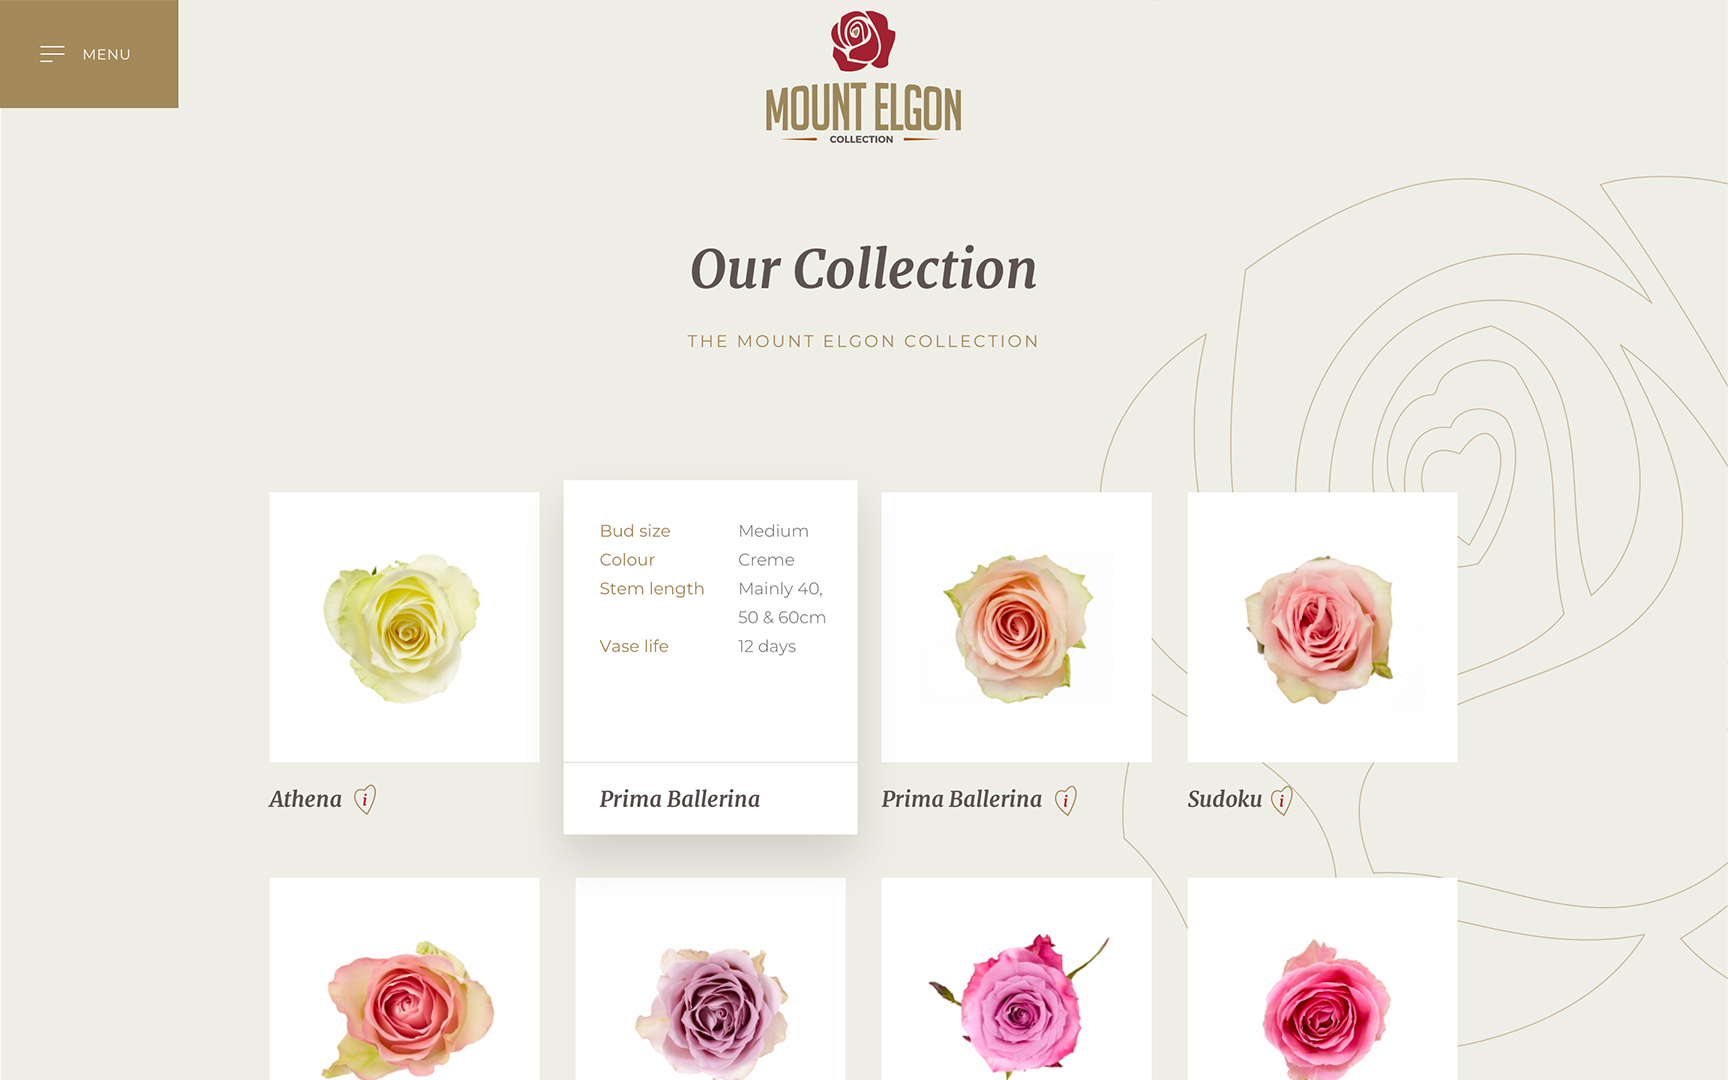 MENU
MOUNT ELGON
COLLECTION
Our Collection
THE MOUNT ELGON COLLECTION
Bud size Medium
Colour Creme
Stem length Mainly 40,
50 & 60cm
Vase life 12 days
Athena i
Prima Ballerina
Prima Ballerina i
Sudoku i